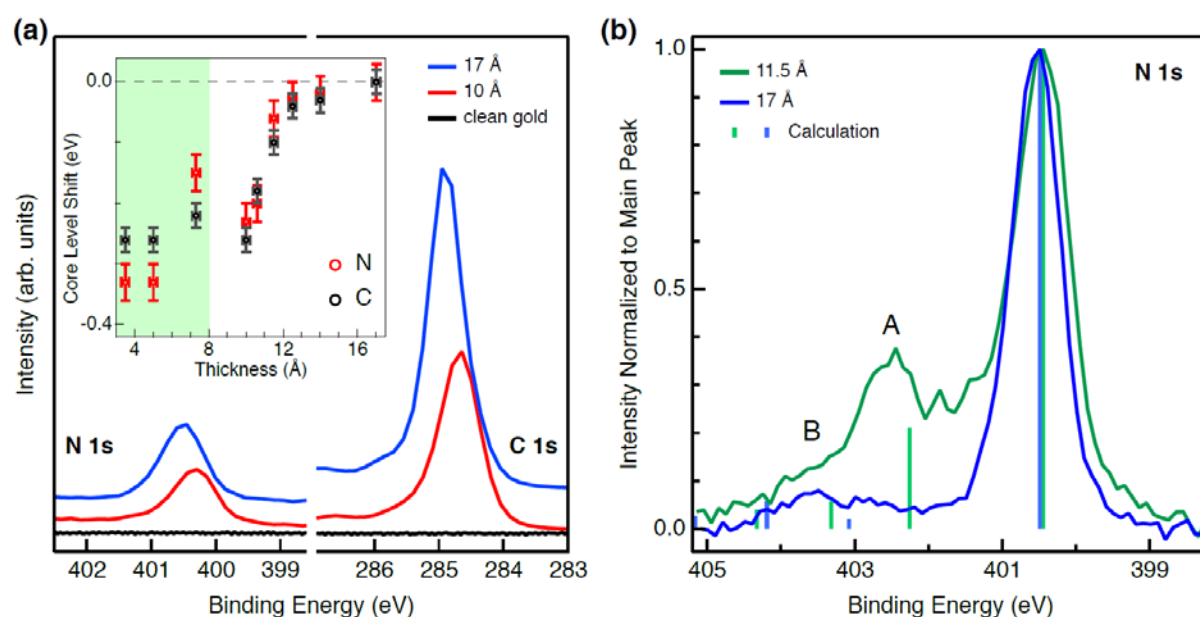 (a)
Intensity (arb. units)
Core Level Shift (eV)
0.0
-0.4
4 8 12 16
Thickness (Å)
N
C
17 Å
10 Å
clean gold
N 1s
C 1s
402 401 400 399
286 285 284 283
Binding Energy (eV)
(b)
Intensity Normalized to Main Peak
1.0
0.5
0.0
11.5 Å
17 Å
Calculation
N 1s
A
B
405 403 401 399
Binding Energy (eV)